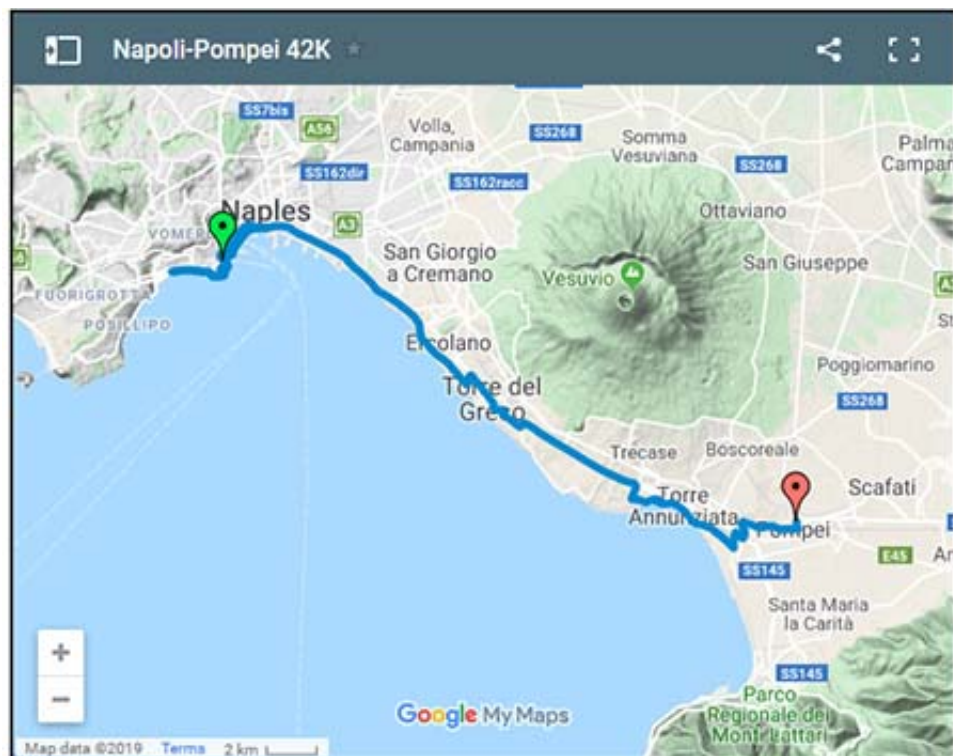 Napoli-Pompei 42K
SS7bis
A56
Volla,
Campania
SS268
Somma
Vesuviana
SS268
Palma
SS162dir
SS162racc
Naples
A3
Ottaviano
San Giorgio
a Cremano
Vesuvio
San Giuseppe
FUORIGROTTA
POSILLIPO
Ercolano
Poggiomarino
Torre del
Greco
SS268
Trecase
Boscoreale
Scafati
Torre
Annunziata
Pompei
E45
SS145
Santa Maria
la Carità
SS145
Parco
Regionale dei
Monti Lattari
Google My Maps
Map data ©2019 Terms 2 km